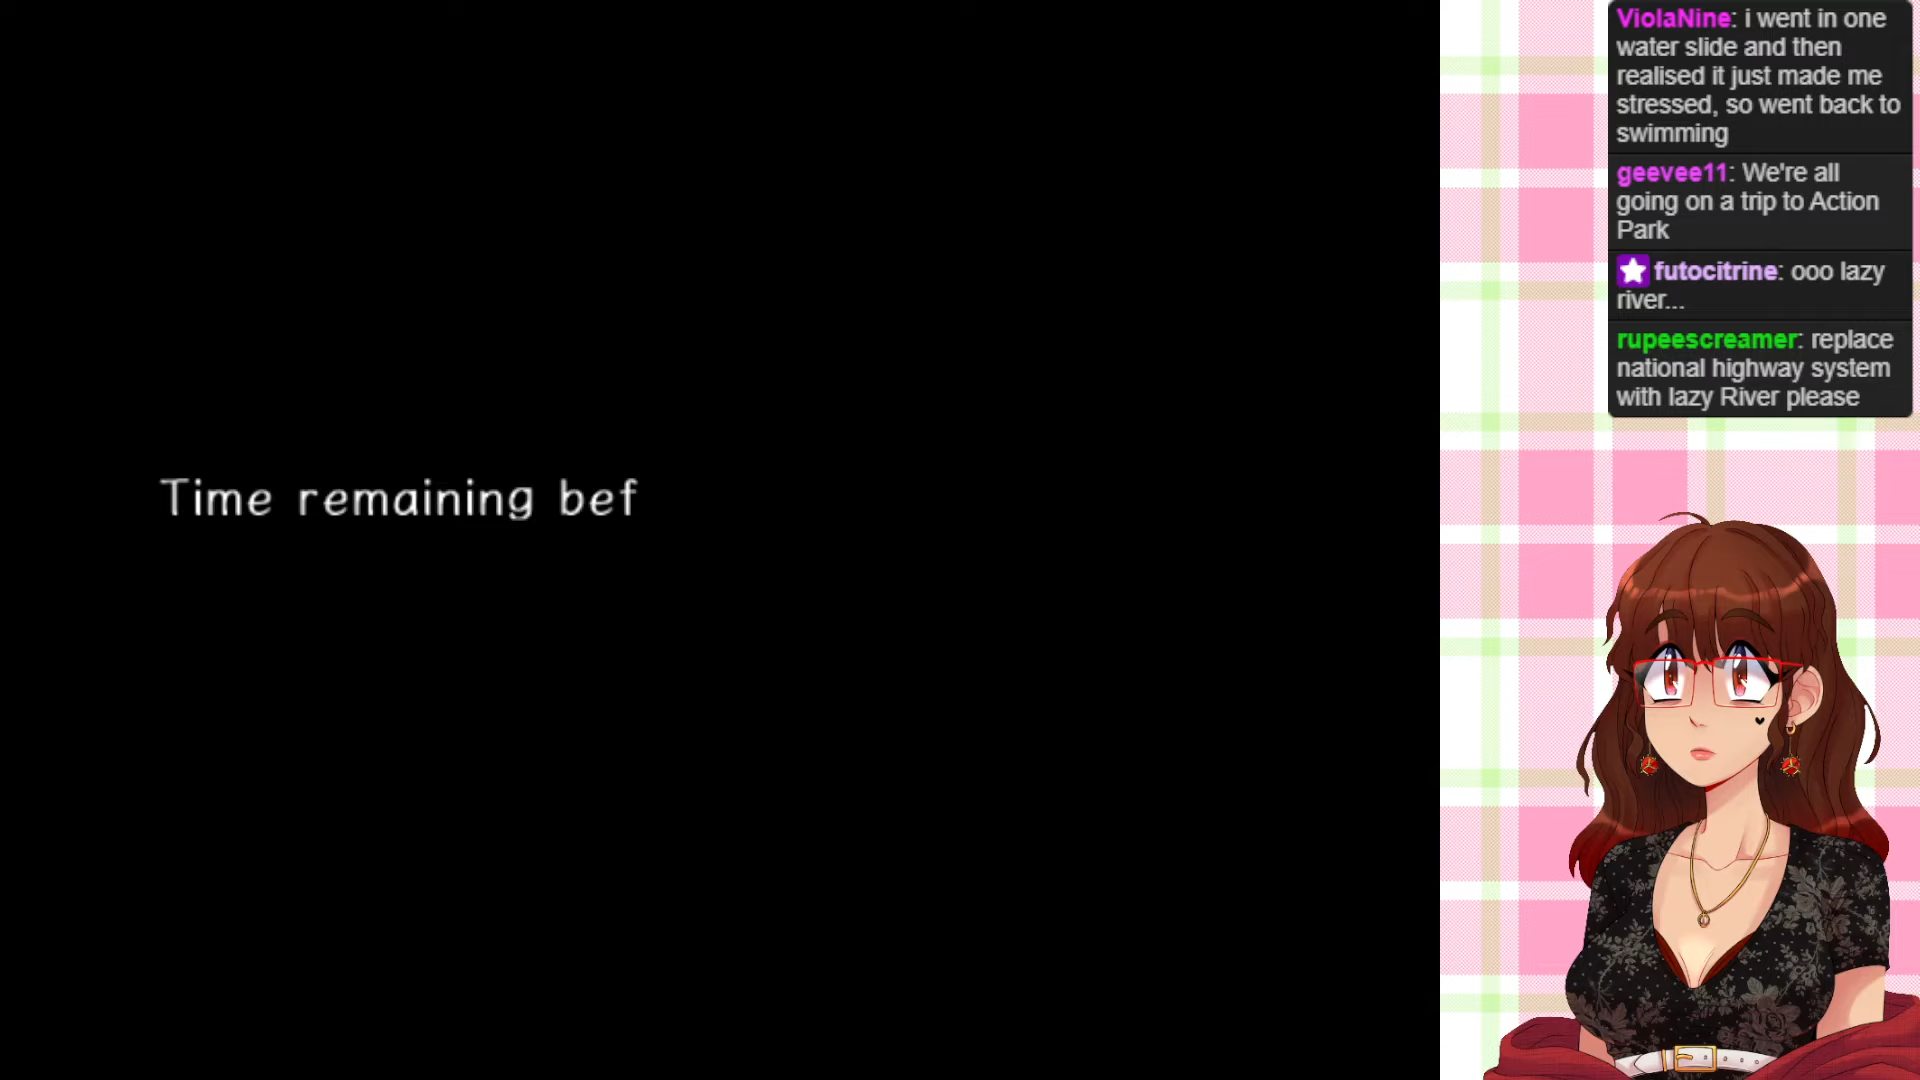 Time remaining bef
ViolaNine: i went in one
water slide and then
realised it just made me
stressed, so went back to
swimming
geevee11: We're all
going on a trip to Action
Park
futocitrine: ooo lazy
river...
rupeescreamer: replace
national highway system
with lazy River please